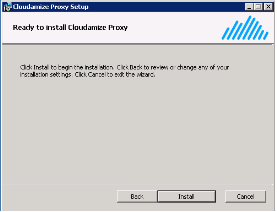 Cloudamize Proxy Setup
Ready to install Cloudamize Proxy
Click Install to begin the installation. Click Back to review or change any of your
installation settings. Click Cancel to exit the wizard.
Back Install Cancel